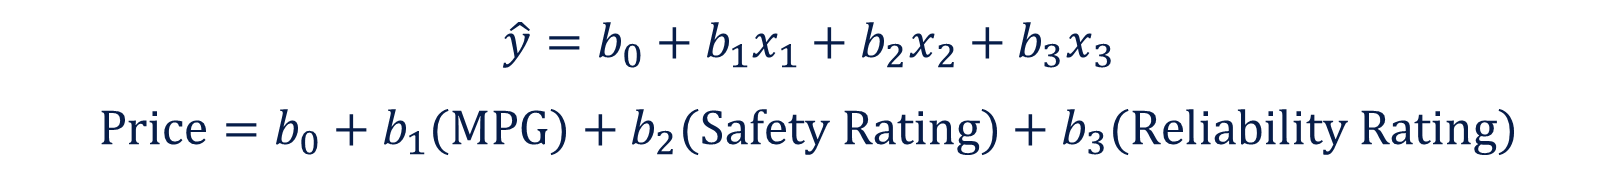 ŷ = b₀ + b₁x₁ + b₂x₂ + b₃x₃
Price = b₀ + b₁(MPG) + b₂(Safety Rating) + b₃(Reliability Rating)